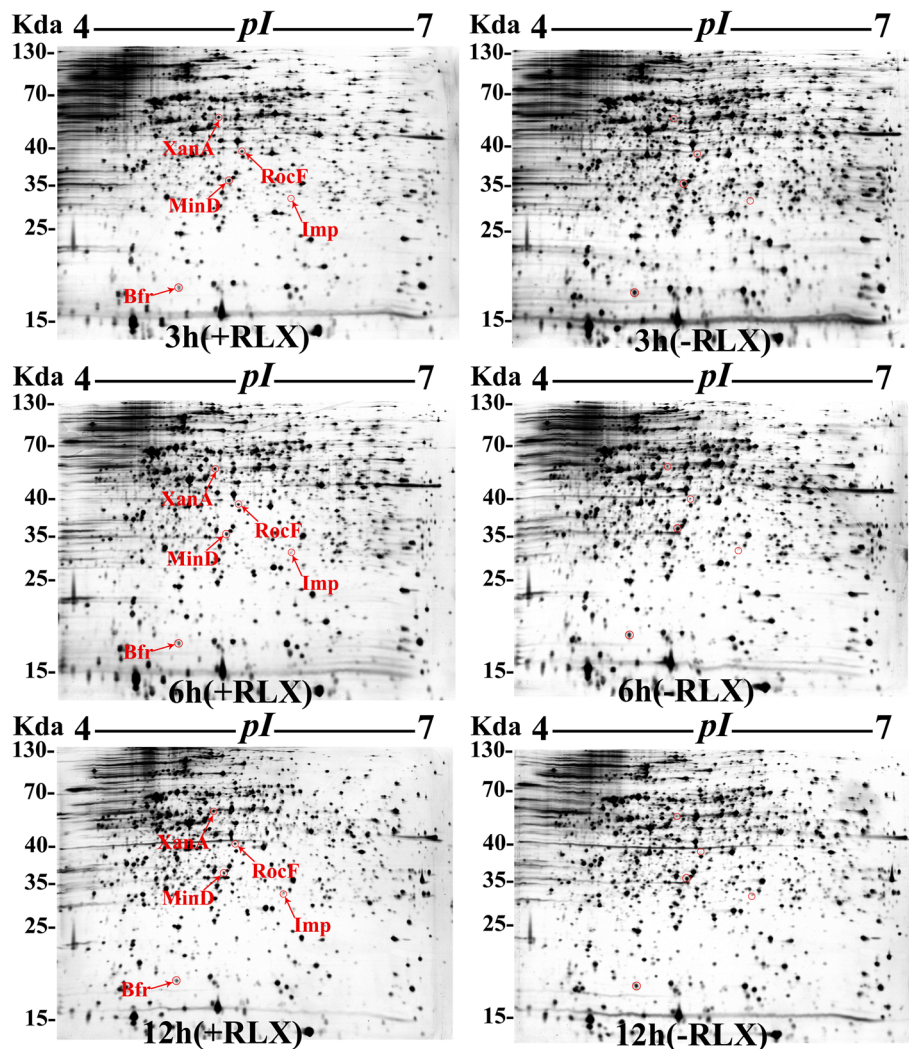 Kda 4 pI 7 Kda 4 pI 7
130- 130-
70- 70-
40- 40-
XanA RocF
35- 35-
MinD
25- Imp 25-
Bfr
15- 15-
3h(+RLX) 3h(-RLX)
Kda 4 pI 7 Kda 4 pI 7
130- 130-
70- 70-
40- XanA 40-
RocF
35- 35-
MinD
25- Imp 25-
Bfr
15- 15-
6h(+RLX) 6h(-RLX)
Kda 4 pI 7 Kda 4 pI 7
130- 130-
70- 70-
40- XanA 40-
RocF
35- 35-
MinD
25- Imp 25-
Bfr
15- 15-
12h(+RLX) 12h(-RLX)